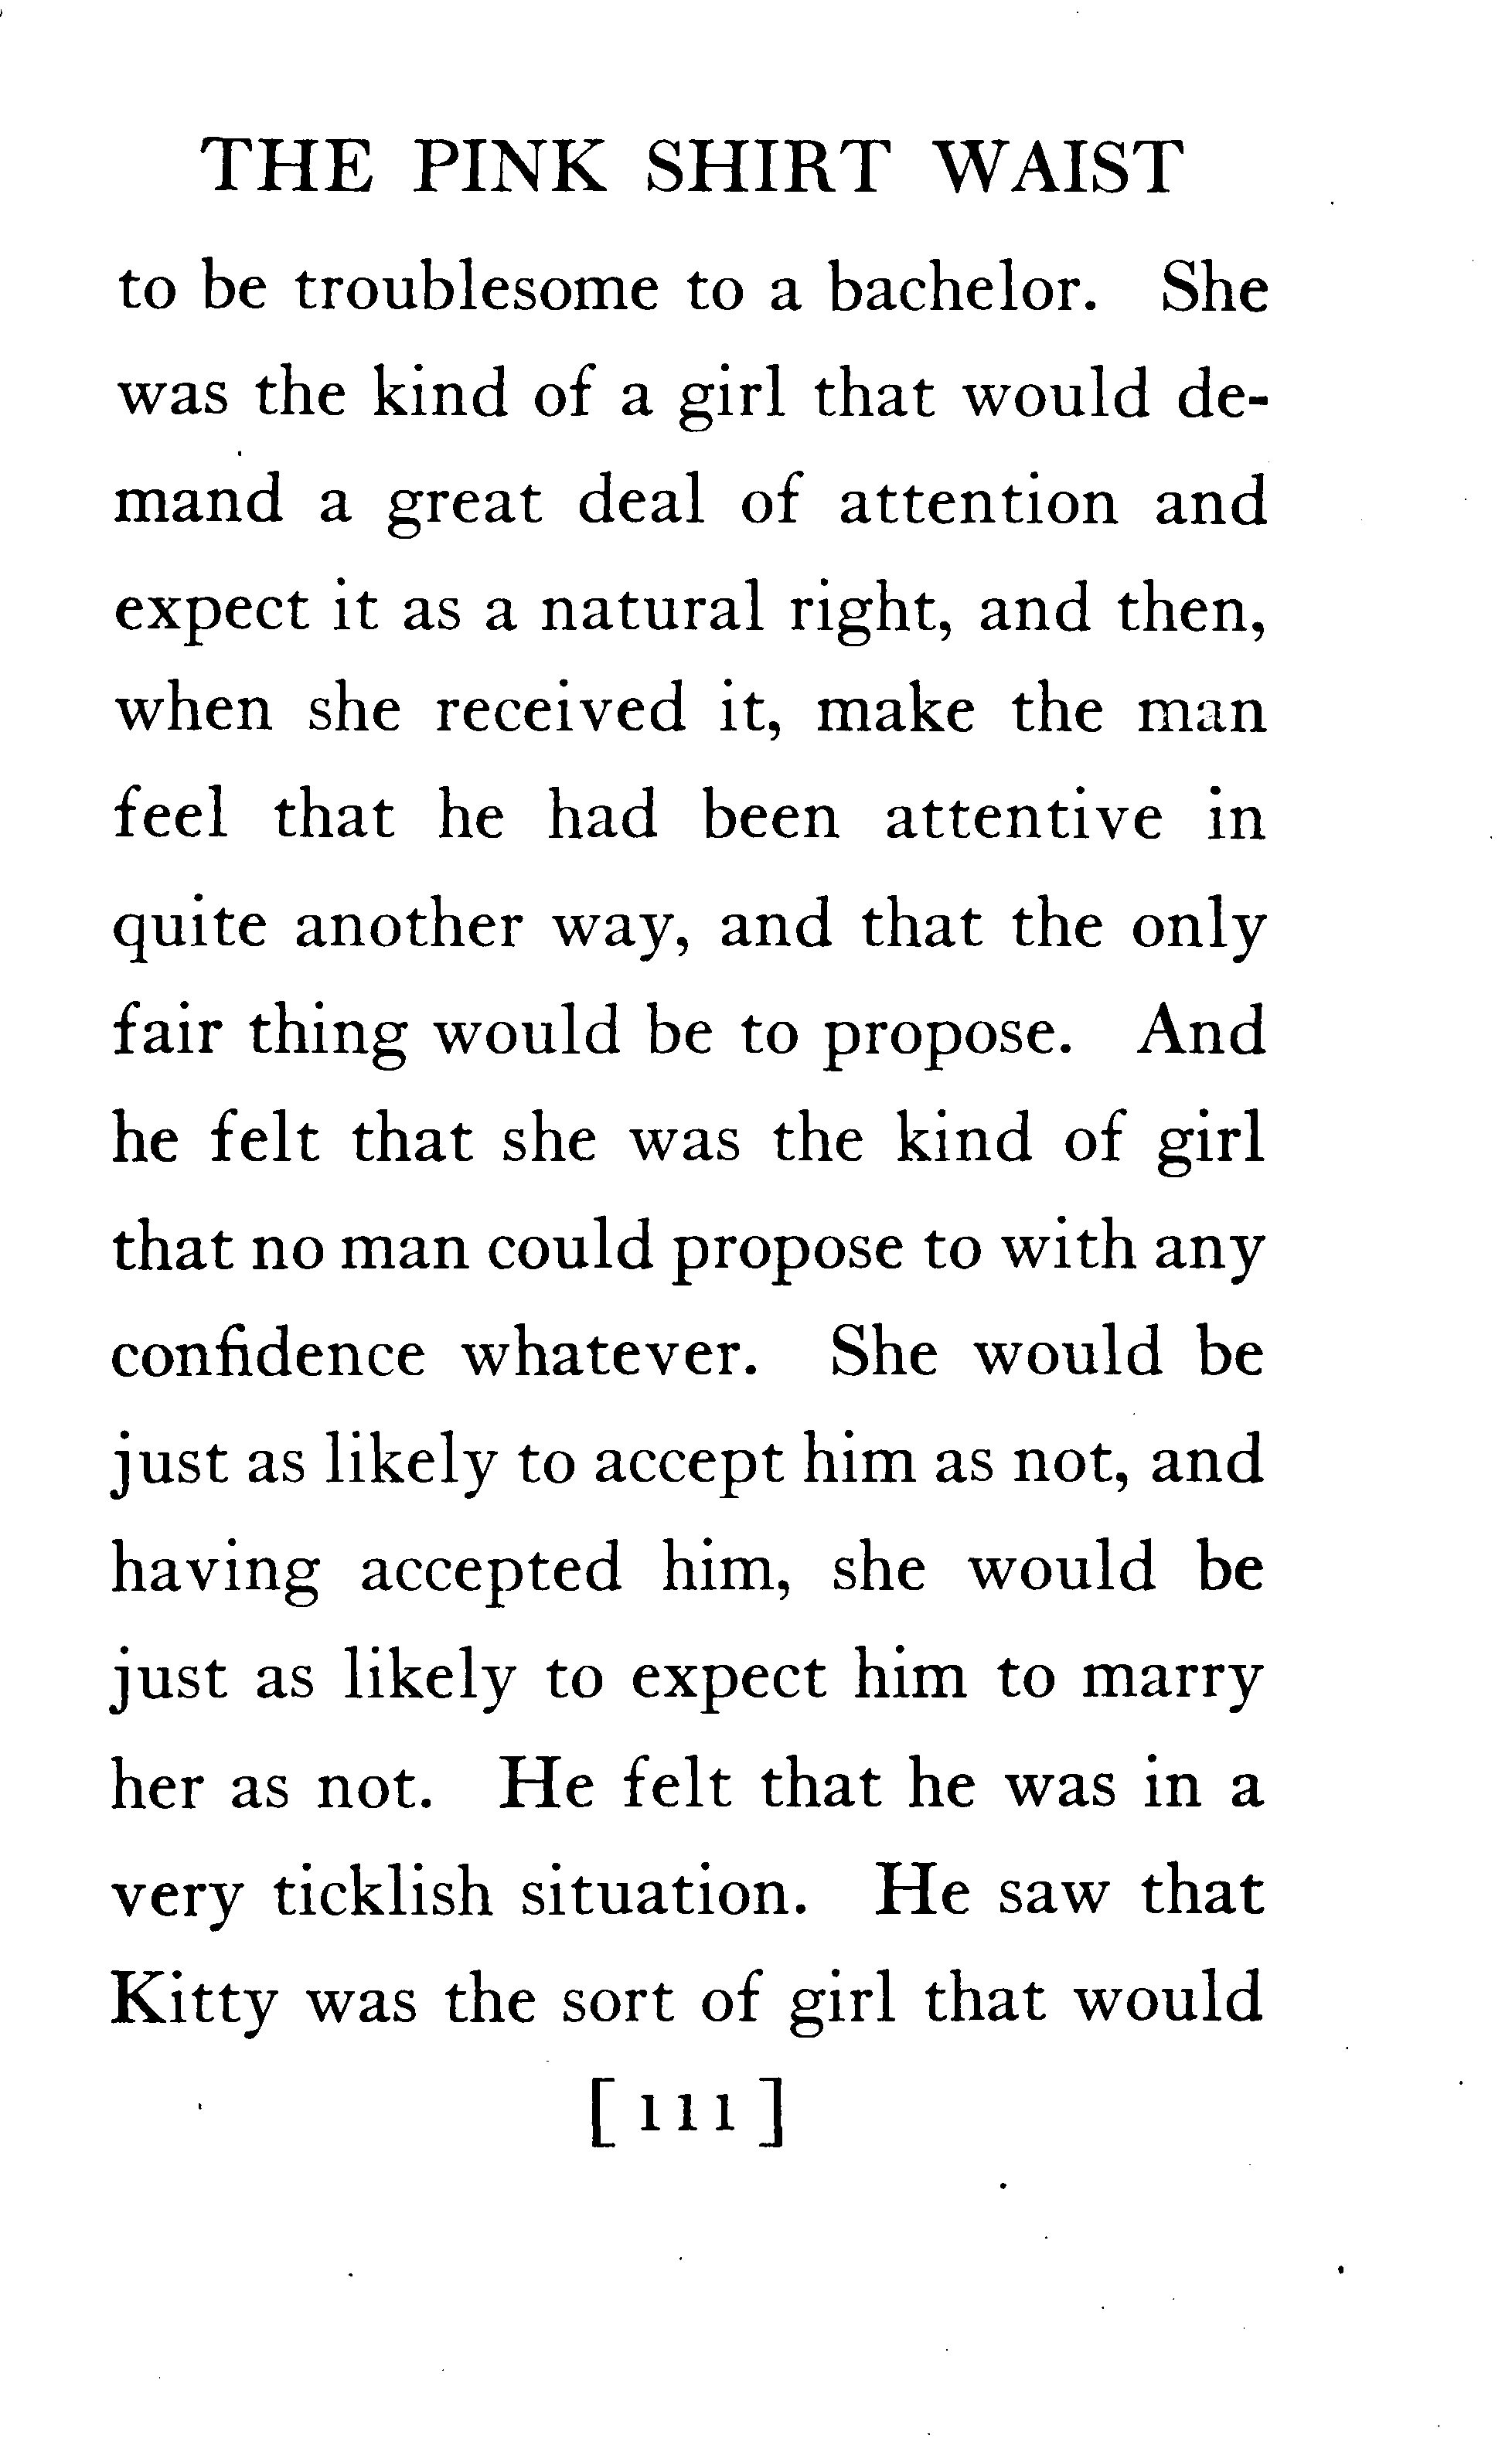 THE PINK SHIRT WAIST
to be troublesome to a bachelor. She
was the kind of a girl that would de-
mand a great deal of attention and
expect it as a natural right, and then,
when she received it, make the man
feel that he had been attentive in
quite another way, and that the only
fair thing would be to propose. And
he felt that she was the kind of girl
that no man could propose to with any
confidence whatever. She would be
just as likely to accept him as not, and
having accepted him, she would be
just as likely to expect him to marry
her as not. He felt that he was in a
very ticklish situation. He saw that
Kitty was the sort of girl that would
[ 111 ]